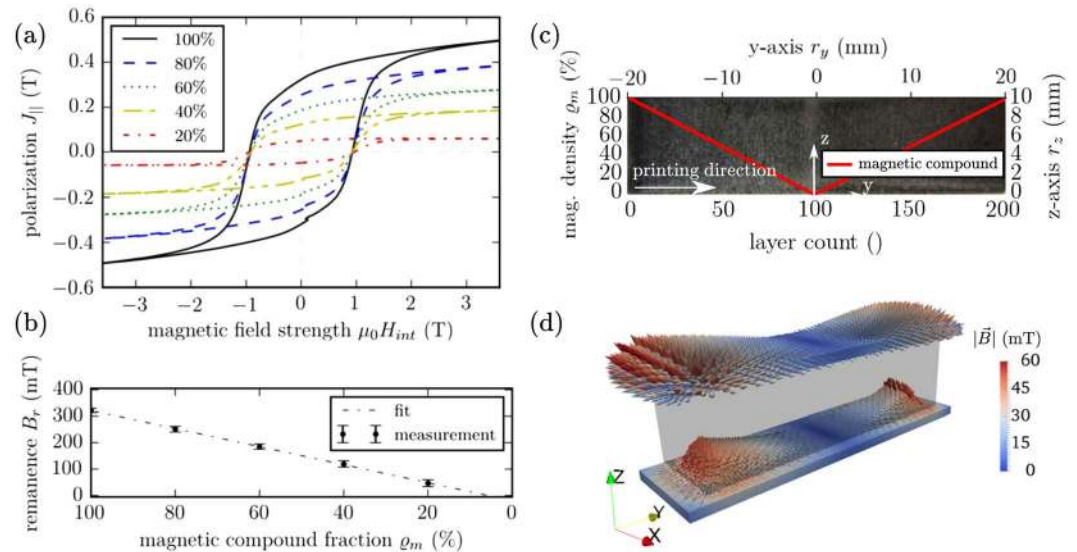 (a)
0.6
0.4
0.2
0.0
−0.2
−0.4
−0.6
polarization J|| (T)
100%
80%
60%
40%
20%
−3 −2 −1 0 1 2 3
magnetic field strength μ₀Hint (T)
(b)
400
300
200
100
0
remanence Br (mT)
fit
measurement
100 80 60 40 20 0
magnetic compound fraction ϱm (%)
(c)
y-axis ry (mm)
−20 −10 0 10 20
mag. density ϱm (%)
100
80
60
40
20
0
z
magnetic compound
printing direction
y
10
8
6
4
2
0
z-axis rz (mm)
0 50 100 150 200
layer count ()
(d)
|B⃗| (mT)
60
45
30
15
0
Z
Y
X